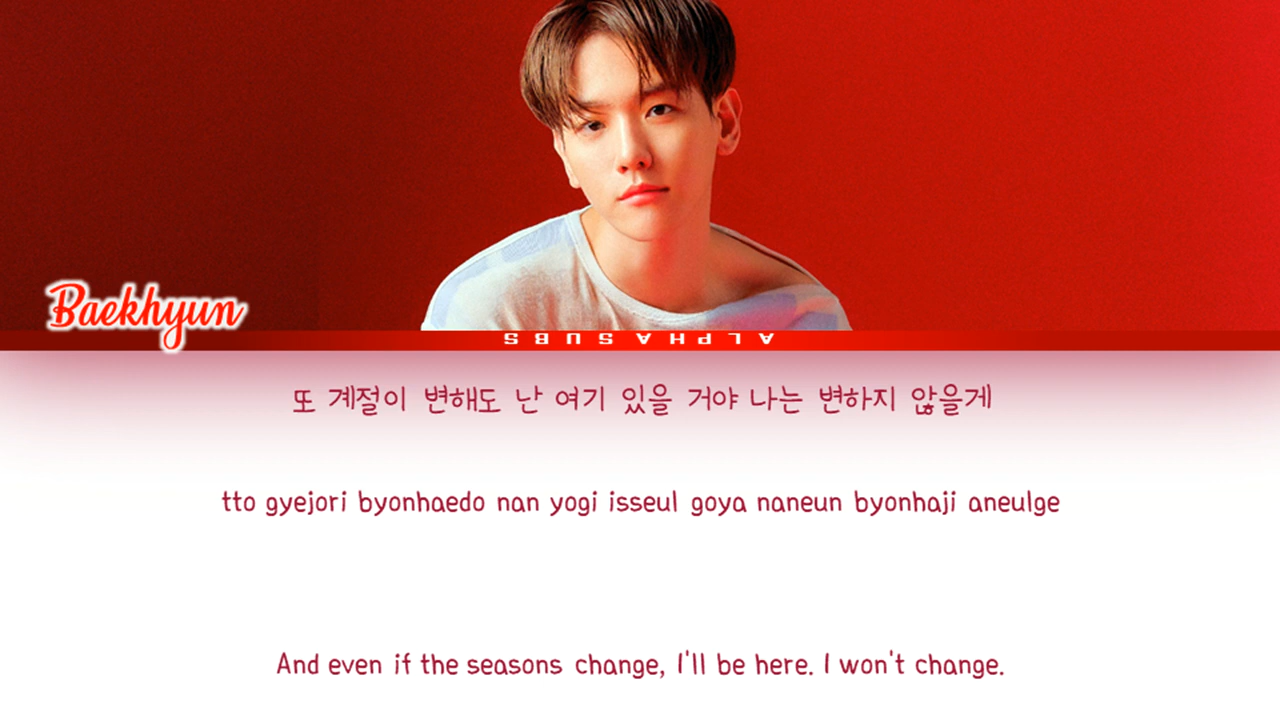 Baekhyun
ALPHASUBS
또 계절이 변해도 난 여기 있을 거야 나는 변하지 않을게
tto gyejori byonhaedo nan yogi isseul goya naneun byonhaji aneulge
And even if the seasons change, I'll be here. I won't change.